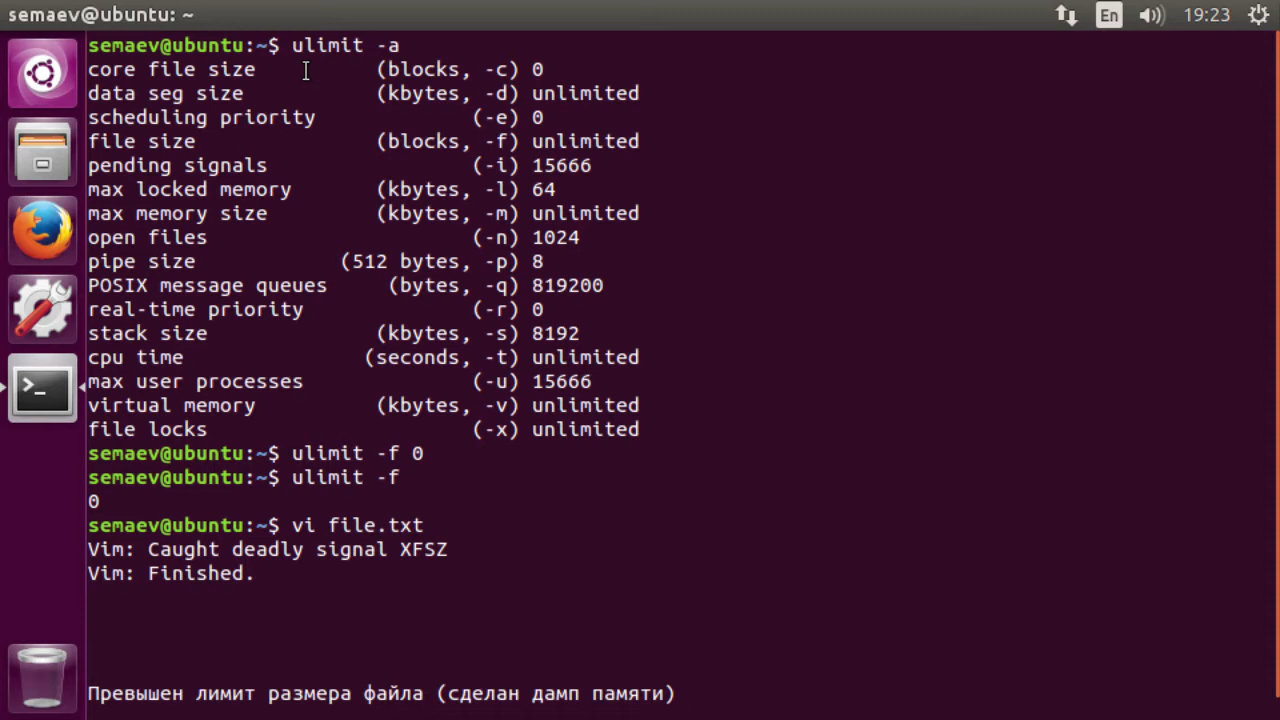 semaev@ubuntu: ~ En 19:23
semaev@ubuntu:~$ ulimit -a
core file size (blocks, -c) 0
data seg size (kbytes, -d) unlimited
scheduling priority (-e) 0
file size (blocks, -f) unlimited
pending signals (-i) 15666
max locked memory (kbytes, -l) 64
max memory size (kbytes, -m) unlimited
open files (-n) 1024
pipe size (512 bytes, -p) 8
POSIX message queues (bytes, -q) 819200
real-time priority (-r) 0
stack size (kbytes, -s) 8192
cpu time (seconds, -t) unlimited
max user processes (-u) 15666
virtual memory (kbytes, -v) unlimited
file locks (-x) unlimited
semaev@ubuntu:~$ ulimit -f 0
semaev@ubuntu:~$ ulimit -f
0
semaev@ubuntu:~$ vi file.txt
Vim: Caught deadly signal XFSZ
Vim: Finished.
Превышен лимит размера файла (сделан дамп памяти)